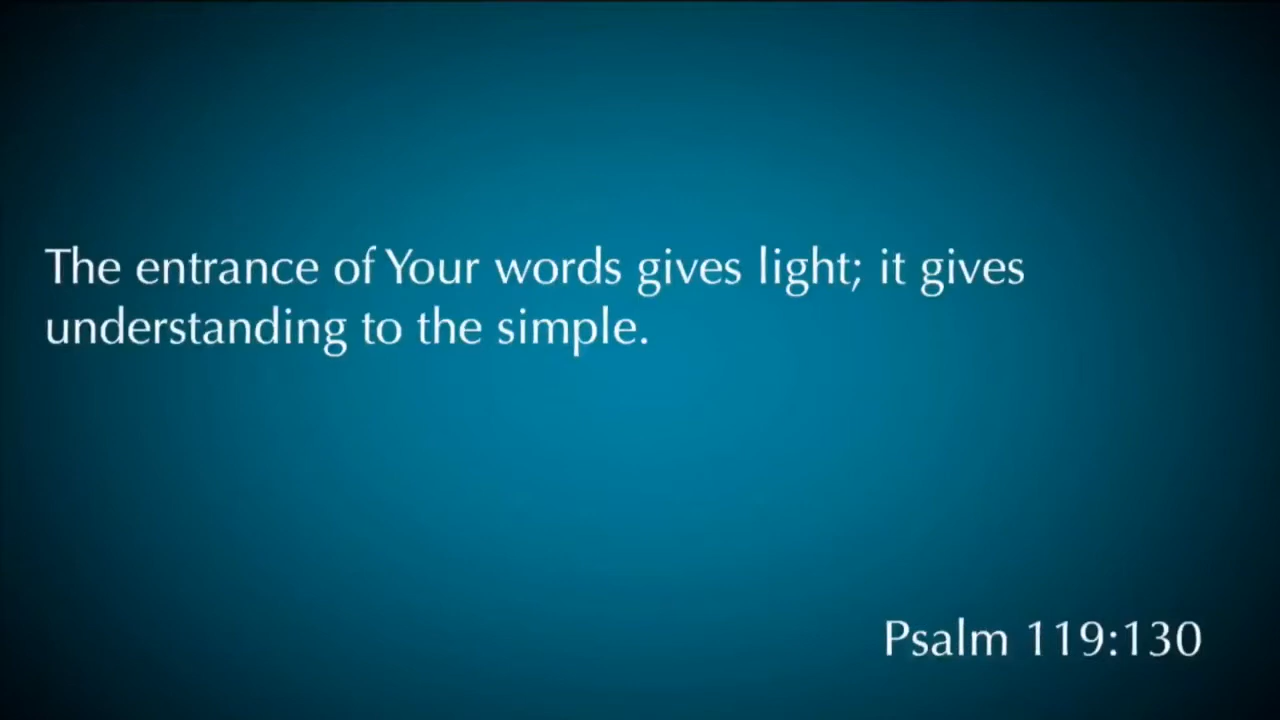 The entrance of Your words gives light; it gives
understanding to the simple.
Psalm 119:130